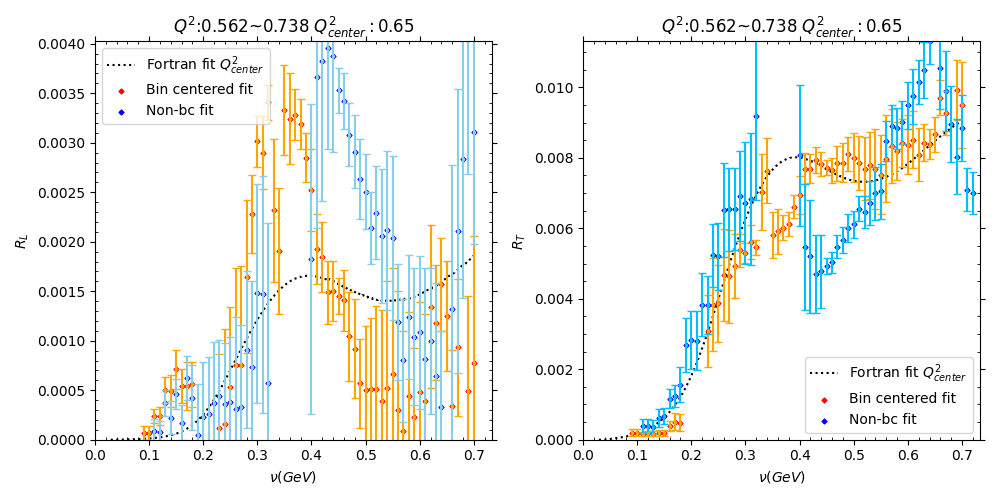 Q²:0.562~0.738 Q²center : 0.65
0.0040
0.0035
0.0030
0.0025
0.0020
0.0015
0.0010
0.0005
0.0000
R_L
Fortran fit Q²center
Bin centered fit
Non-bc fit
0.0 0.1 0.2 0.3 0.4 0.5 0.6 0.7
ν(GeV)
Q²:0.562~0.738 Q²center : 0.65
0.010
0.008
0.006
0.004
0.002
0.000
R_T
Fortran fit Q²center
Bin centered fit
Non-bc fit
0.0 0.1 0.2 0.3 0.4 0.5 0.6 0.7
ν(GeV)